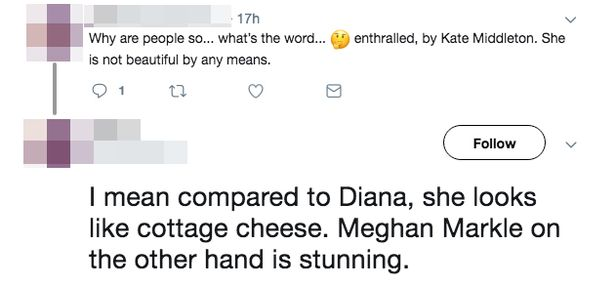 · 17h
Why are people so... what's the word... 🤔 enthralled, by Kate Middleton. She
is not beautiful by any means.
1
Follow
I mean compared to Diana, she looks
like cottage cheese. Meghan Markle on
the other hand is stunning.